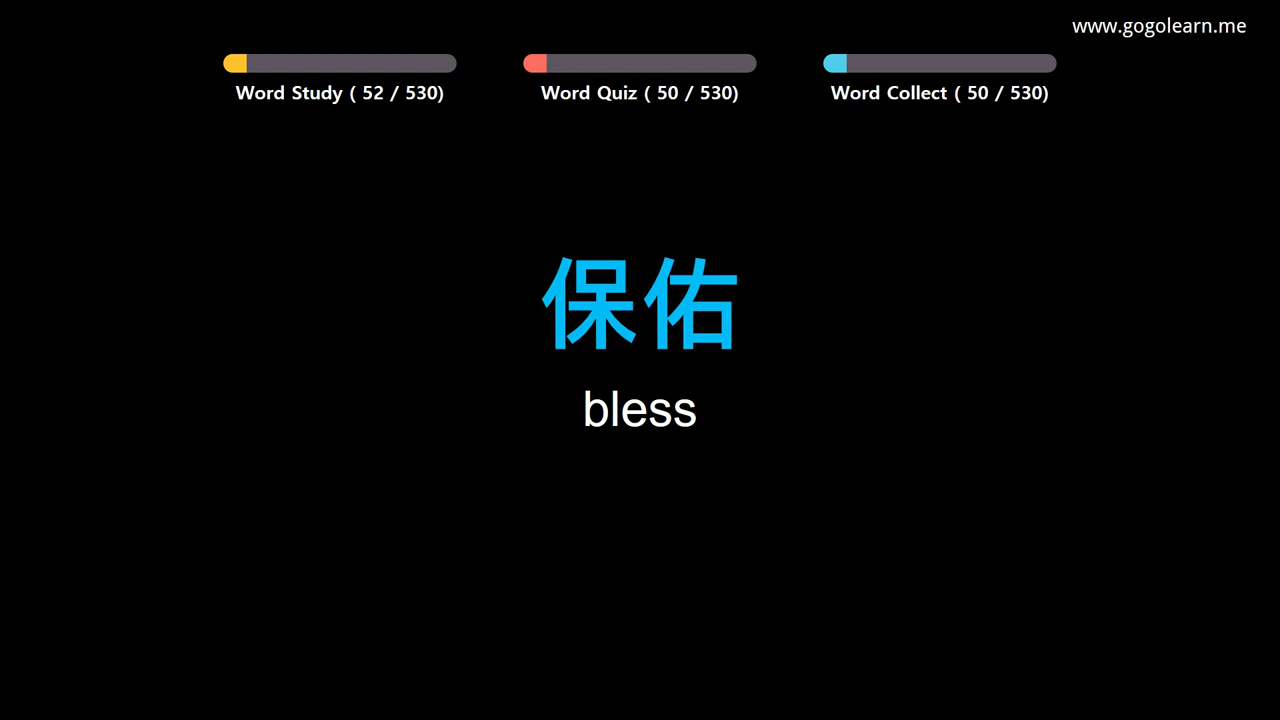 www.gogolearn.me
Word Study ( 52 / 530)
Word Quiz ( 50 / 530)
Word Collect ( 50 / 530)
保佑
bless